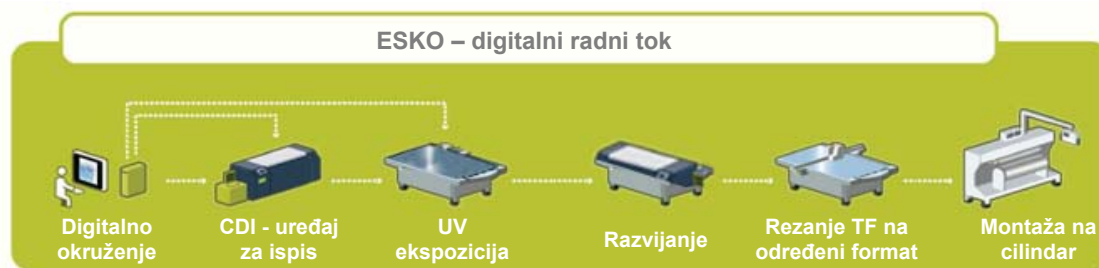 ESKO – digitalni radni tok
Digitalno
okruženje
CDI - uređaj
za ispis
UV
ekspozicija
Razvijanje
Rezanje TF na
određeni format
Montaža na
cilindar